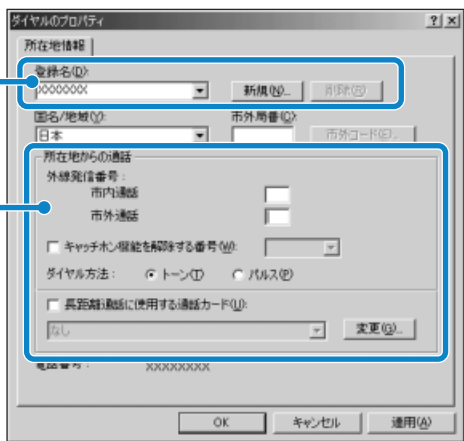 ダイヤルのプロパティ ? ×
所在地情報
登録名(D):
XXXXXXX 新規(N)... 削除(R)
国名/地域(Y): 市外局番(C):
日本 市外コード(E)...
所在地からの通話
外線発信番号:
市内通話
市外通話
キャッチホン機能を解除する番号(W):
ダイヤル方法: トーン(T) パルス(P)
長距離通話に使用する通話カード(U):
なし 変更(G)...
電話番号: XXXXXXXX
OK キャンセル 適用(A)